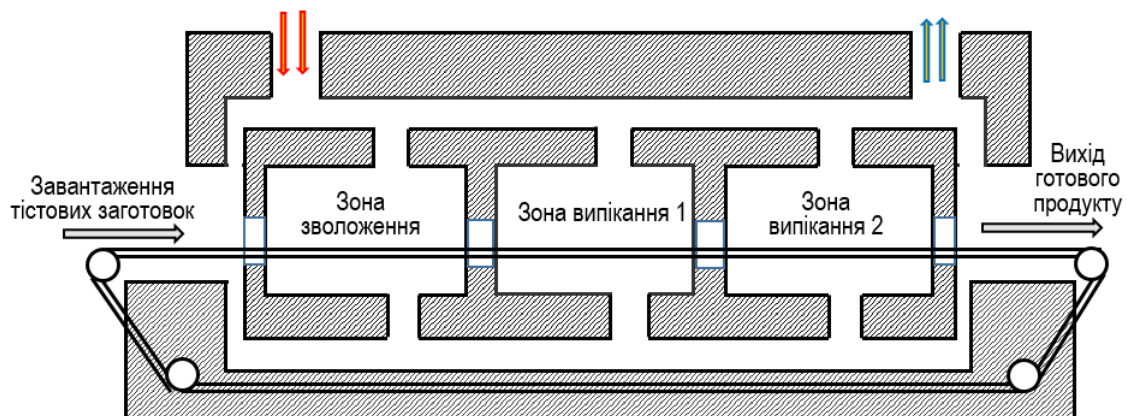 Завантаження
тістових заготовок
Зона
зволоження
Зона випікання 1
Зона
випікання 2
Вихід
готового
продукту